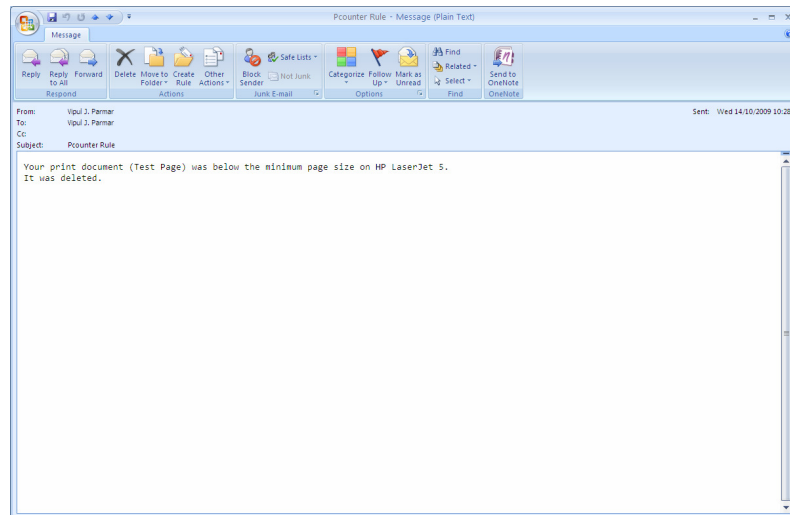 Pcounter Rule - Message (Plain Text)
Message
Reply Reply to All Forward
Respond
Delete Move to Folder Create Rule Other Actions
Actions
Block Sender Safe Lists Not Junk
Junk E-mail
Categorize Follow Up Mark as Unread
Options
Find Related Select
Find
Send to OneNote
OneNote
From: Vipul J. Parmar
Sent: Wed 14/10/2009 10:28
To: Vipul J. Parmar
Cc:
Subject: Pcounter Rule
Your print document (Test Page) was below the minimum page size on HP LaserJet 5.
It was deleted.